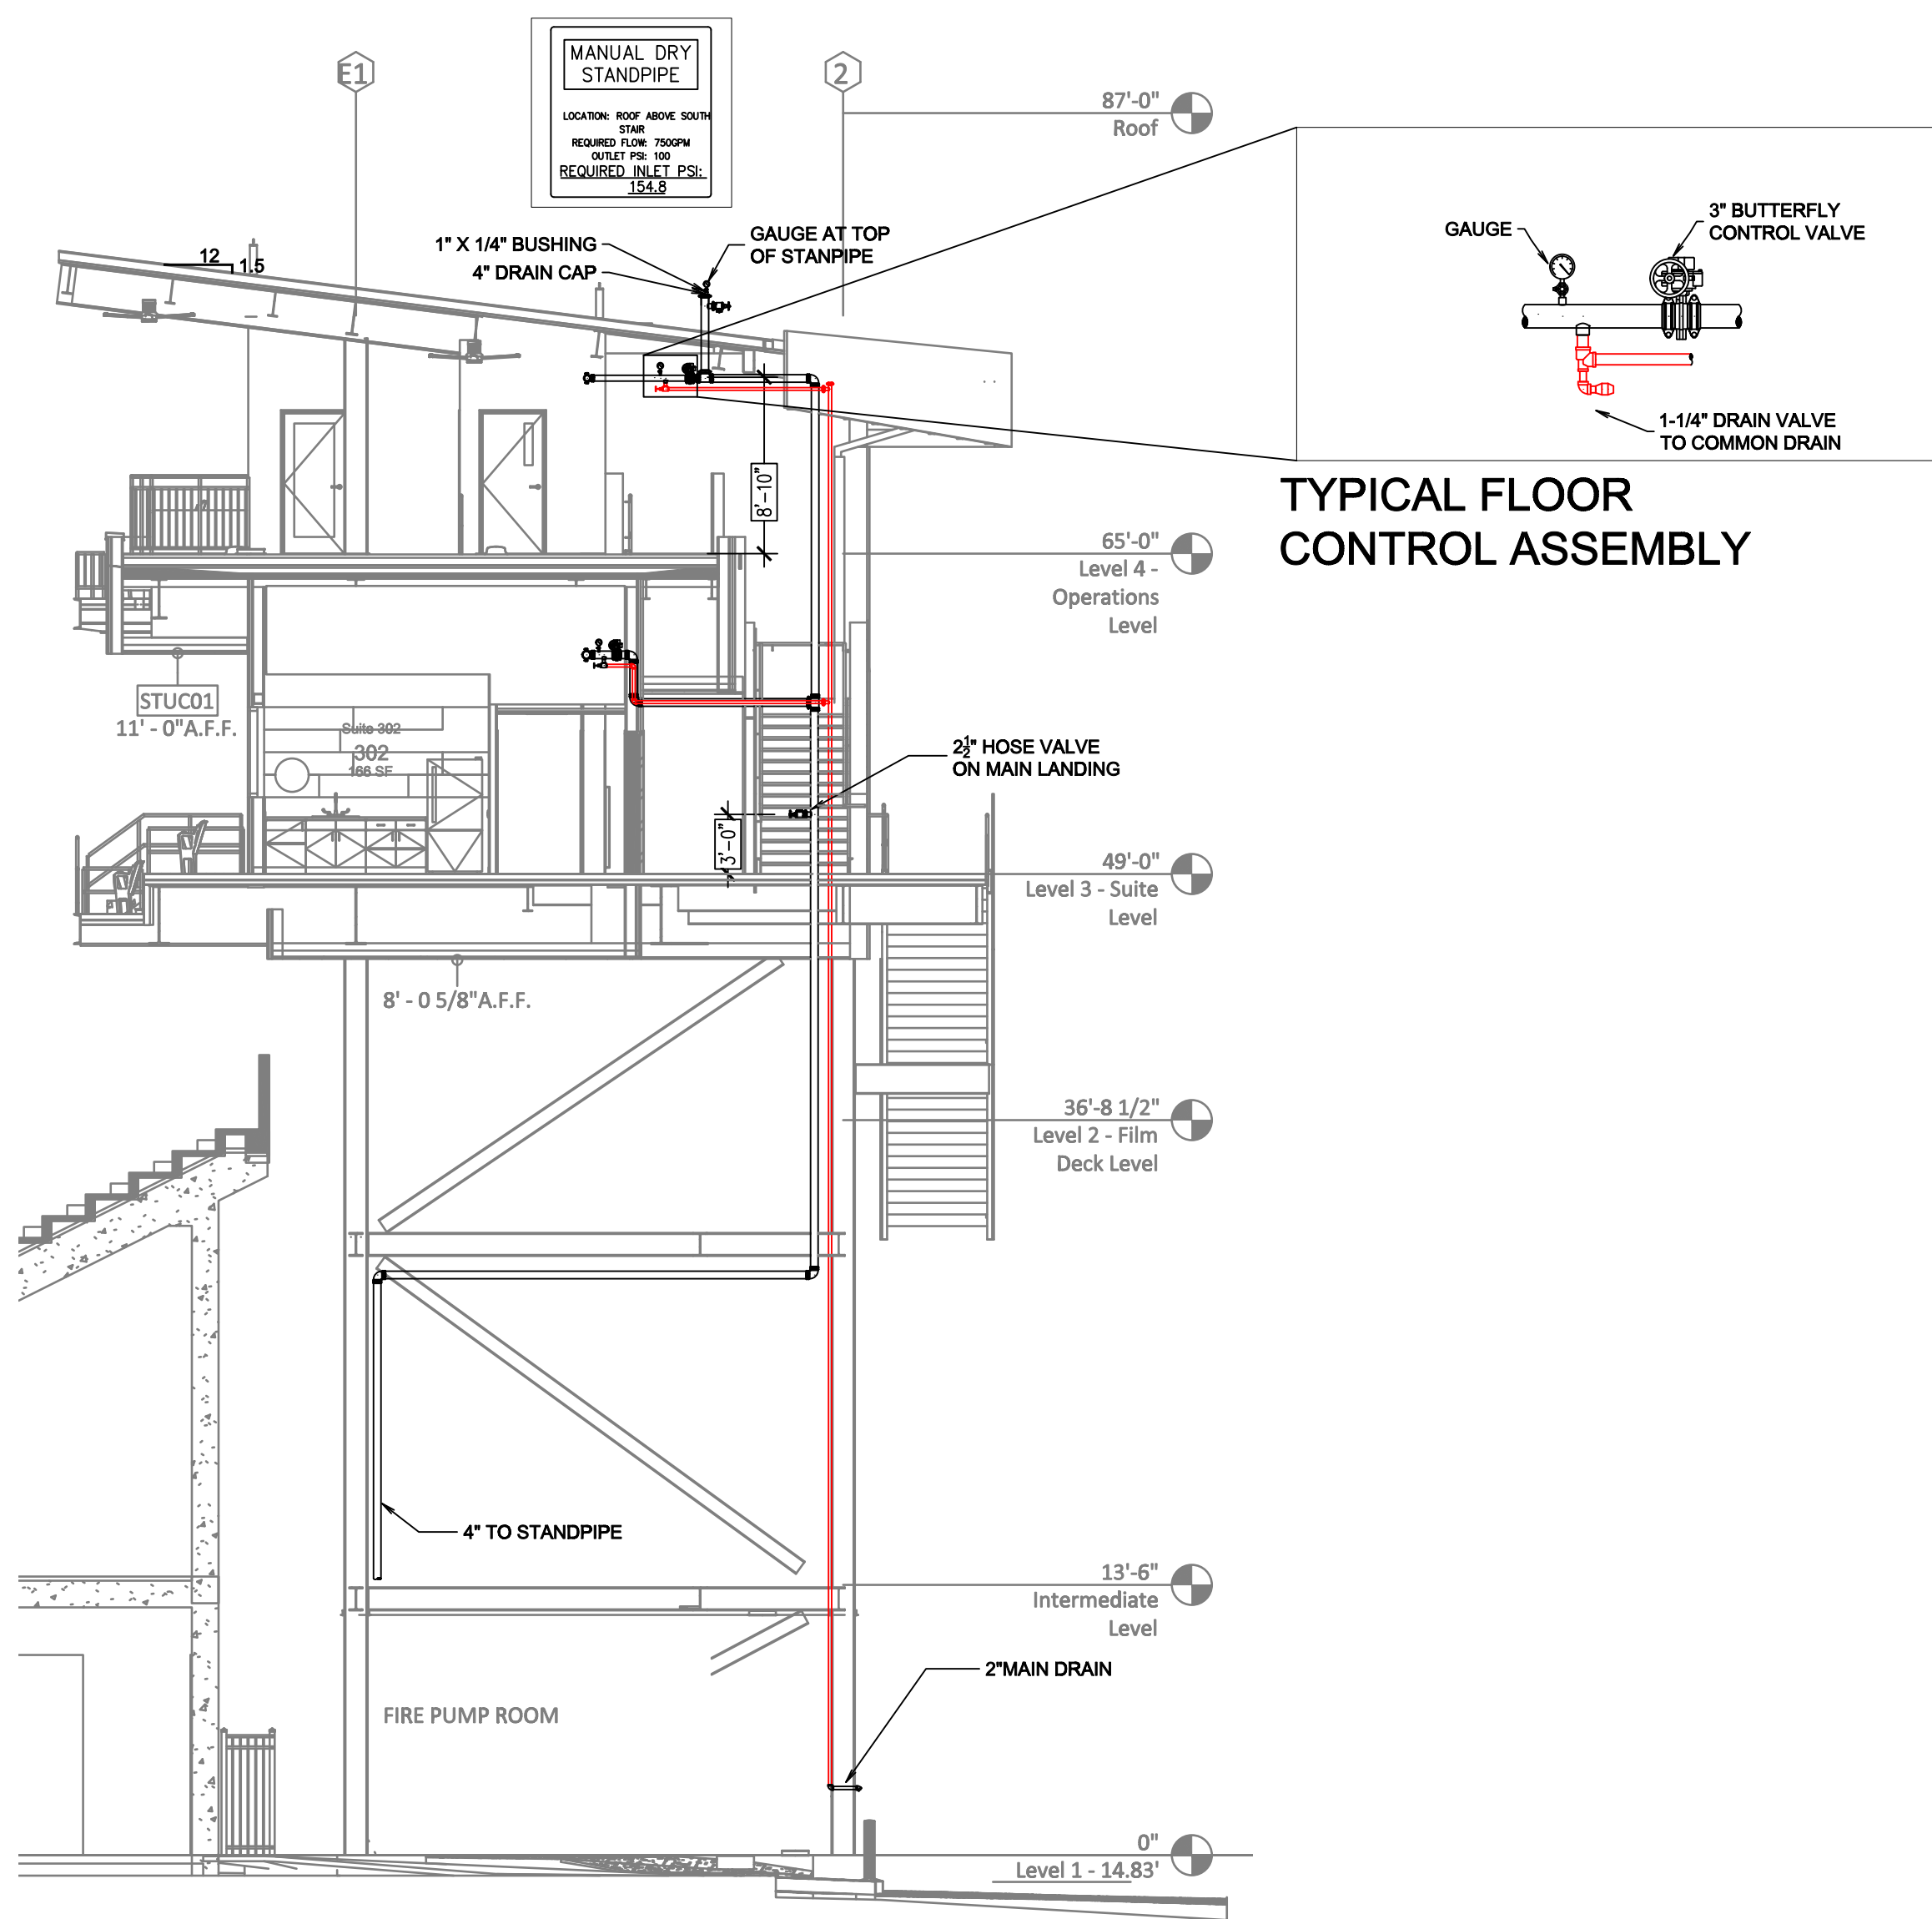 MANUAL DRY
STANDPIPE
LOCATION: ROOF ABOVE SOUTH
STAIR
REQUIRED FLOW: 750GPM
OUTLET PSI: 100
REQUIRED INLET PSI:
154.8
E1
2
87'-0"
Roof
12
1.5
1" X 1/4" BUSHING
4" DRAIN CAP
GAUGE AT TOP
OF STANPIPE
GAUGE
3" BUTTERFLY
CONTROL VALVE
1-1/4" DRAIN VALVE
TO COMMON DRAIN
TYPICAL FLOOR
CONTROL ASSEMBLY
8'-10"
65'-0"
Level 4 -
Operations
Level
STUC01
11' - 0"A.F.F.
Suite 302
302
166 SF
2½" HOSE VALVE
ON MAIN LANDING
3'-0"
49'-0"
Level 3 - Suite
Level
8' - 0 5/8"A.F.F.
36'-8 1/2"
Level 2 - Film
Deck Level
4" TO STANDPIPE
13'-6"
Intermediate
Level
2"MAIN DRAIN
FIRE PUMP ROOM
0"
Level 1 - 14.83'